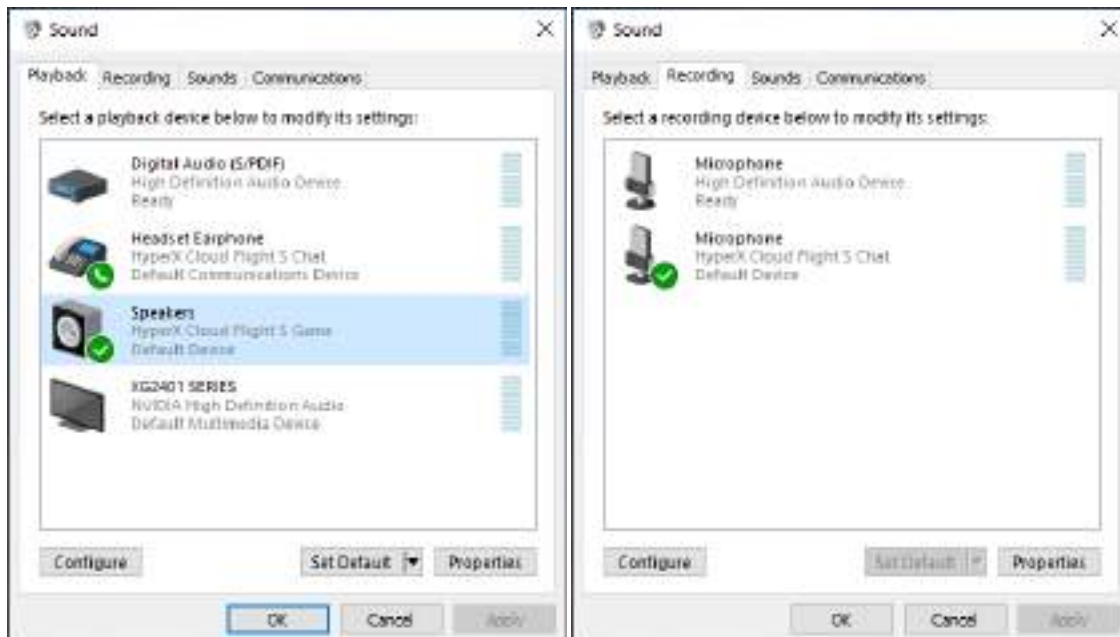 Sound
Playback Recording Sounds Communications
Select a playback device below to modify its settings:
Digital Audio (S/PDIF)
High Definition Audio Device
Ready
Headset Earphone
HyperX Cloud Flight S Chat
Default Communications Device
Speakers
HyperX Cloud Flight S Game
Default Device
XG2401 SERIES
NVIDIA High Definition Audio
Default Multimedia Device
Configure Set Default Properties
OK Cancel Apply
Sound
Playback Recording Sounds Communications
Select a recording device below to modify its settings:
Microphone
High Definition Audio Device
Ready
Microphone
HyperX Cloud Flight S Chat
Default Device
Configure Set Default Properties
OK Cancel Apply